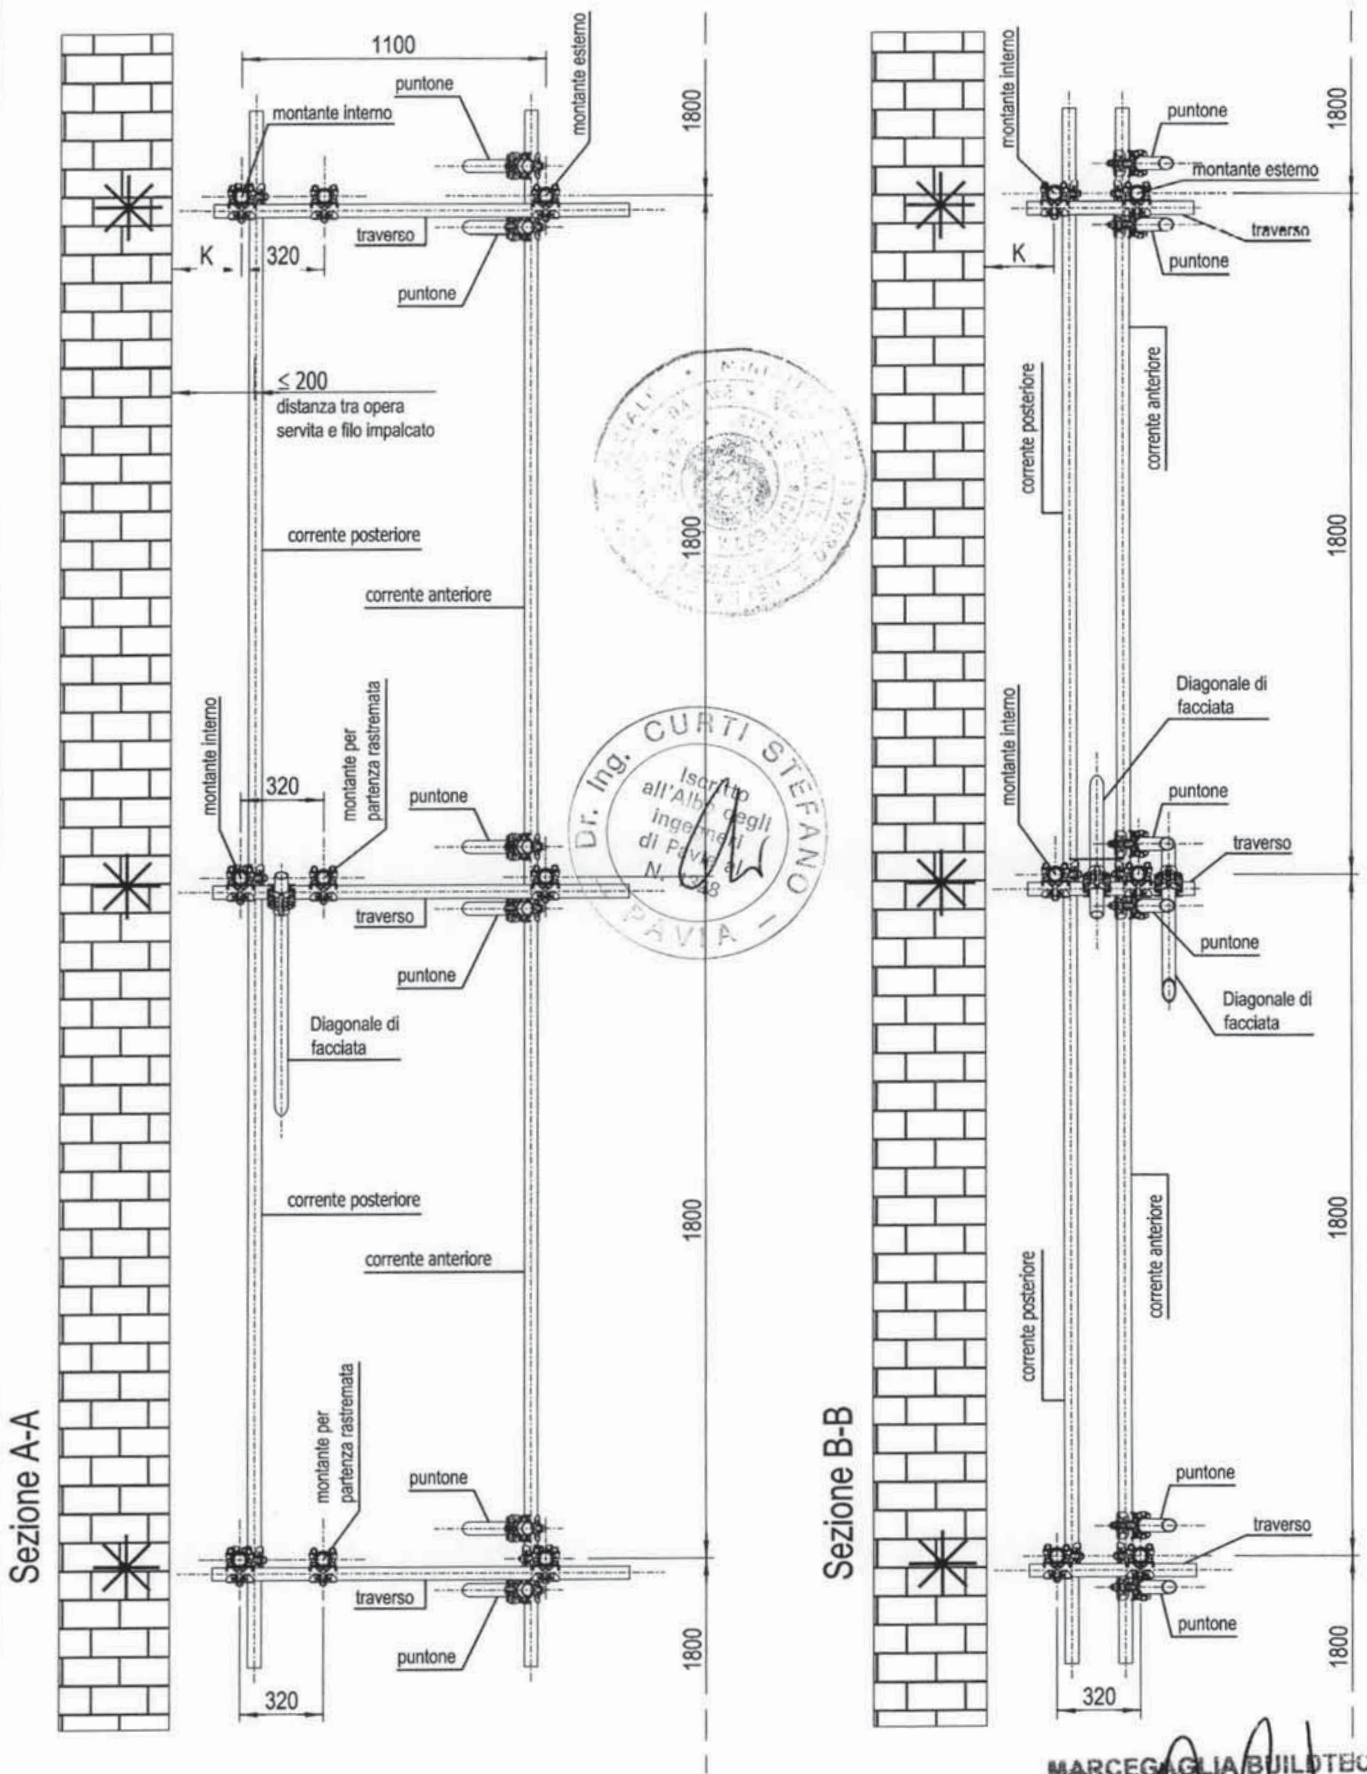 1100
puntone
montante esterno
montante interno
1800
traverso
K
320
puntone
≤ 200
distanza tra opera
servita e filo impalcato
corrente posteriore
corrente anteriore
1800
montante interno
320
montante per
partenza rastremata
puntone
traverso
puntone
Diagonale di
facciata
corrente posteriore
corrente anteriore
1800
montante per
partenza rastremata
puntone
traverso
puntone
320
1800
Sezione A-A
Dr. Ing. CURTI STEFANO
Iscritto
all'Albo degli
ingegneri
di Pavia al
N.
PAVIA
montante interno
puntone
montante esterno
traverso
puntone
K
1800
corrente posteriore
corrente anteriore
1800
montante interno
Diagonale di
facciata
puntone
traverso
puntone
Diagonale di
facciata
corrente posteriore
corrente anteriore
1800
puntone
traverso
puntone
320
1800
Sezione B-B
MARCEGAGLIA BUILDTEC